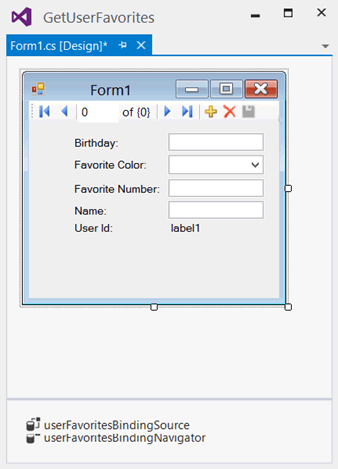 GetUserFavorites
Form1.cs [Design]*
Form1
0 of {0}
Birthday:
Favorite Color:
Favorite Number:
Name:
User Id: label1
userFavoritesBindingSource
userFavoritesBindingNavigator